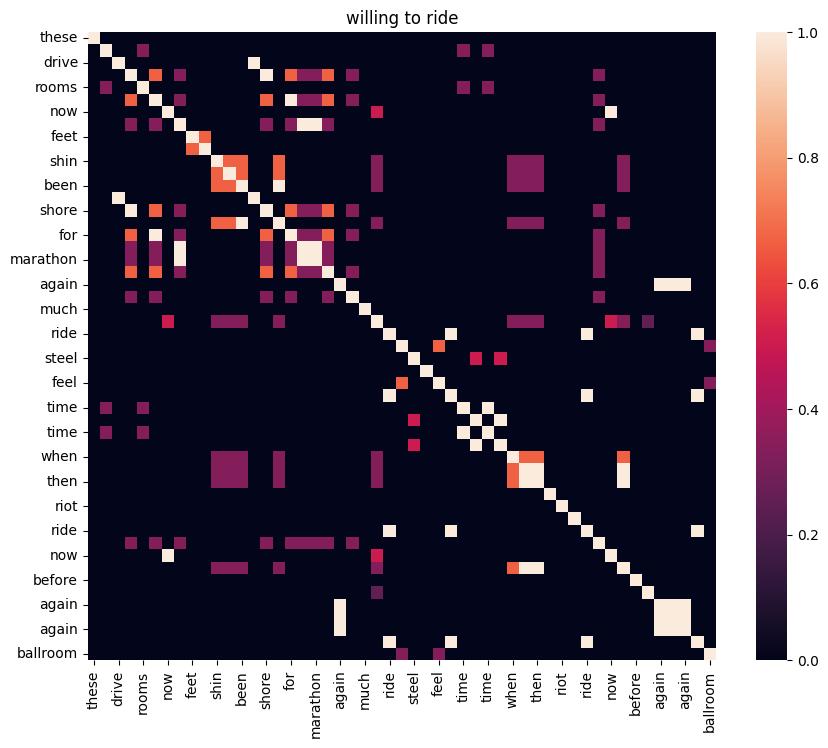 willing to ride
these
drive
rooms
now
feet
shin
been
shore
for
marathon
again
much
ride
steel
feel
time
time
when
then
riot
ride
now
before
again
again
ballroom
these
drive
rooms
now
feet
shin
been
shore
for
marathon
again
much
ride
steel
feel
time
time
when
then
riot
ride
now
before
again
again
ballroom
1.0
0.8
0.6
0.4
0.2
0.0